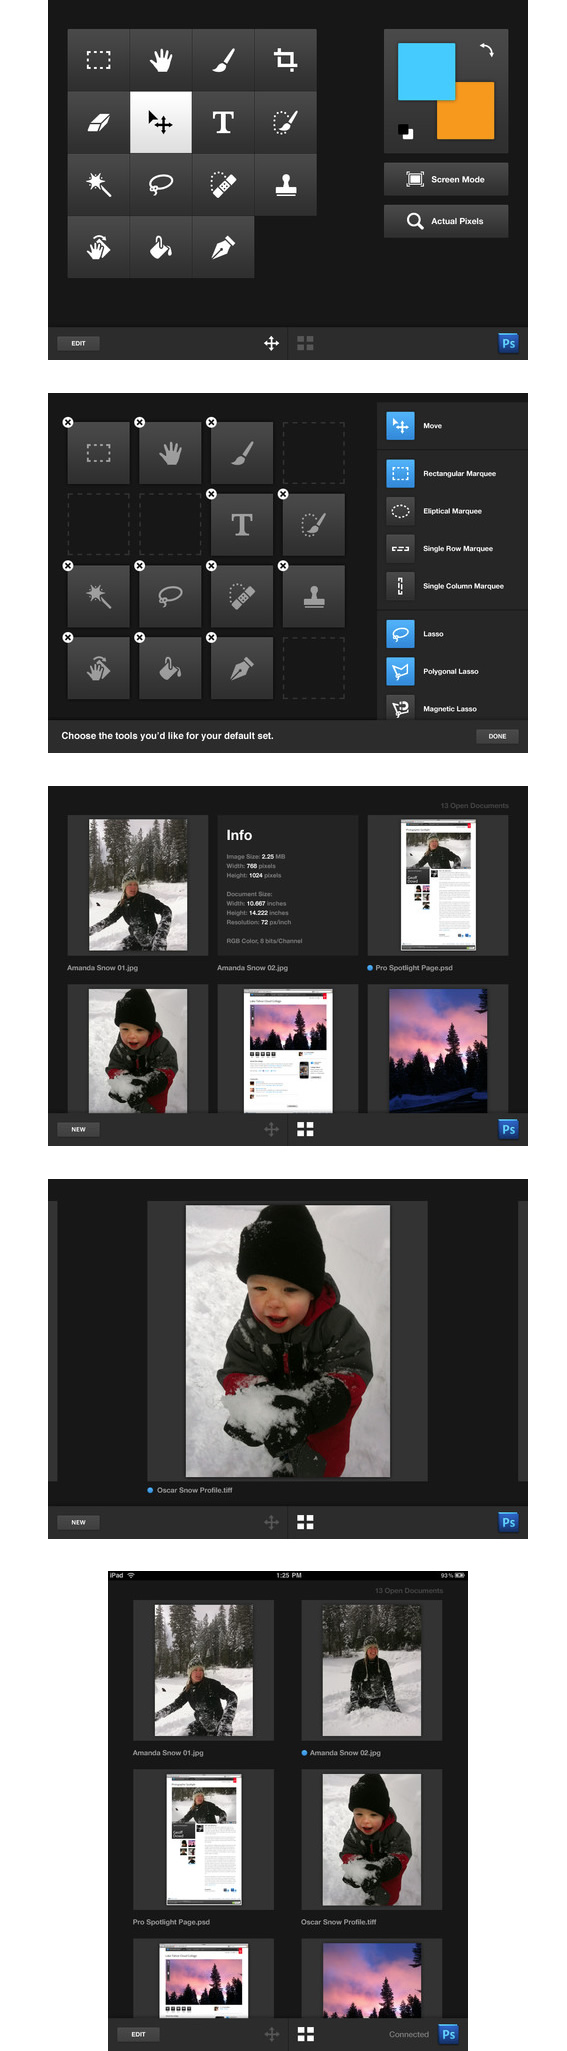 Screen Mode
Actual Pixels
EDIT
Ps
Move
Rectangular Marquee
Eliptical Marquee
Single Row Marquee
Single Column Marquee
Lasso
Polygonal Lasso
Magnetic Lasso
Choose the tools you'd like for your default set.
DONE
13 Open Documents
Info
Image Size: 2.25 MB
Width: 768 pixels
Height: 1024 pixels
Document Size:
Width: 10.667 inches
Height: 14.222 inches
Resolution: 72 px/inch
RGB Color, 8 bits/Channel
Amanda Snow 01.jpg
Amanda Snow 02.jpg
Pro Spotlight Page.psd
NEW
Ps
Oscar Snow Profile.tiff
NEW
Ps
iPad 1:25 PM 93%
13 Open Documents
Amanda Snow 01.jpg
Amanda Snow 02.jpg
Pro Spotlight Page.psd
Oscar Snow Profile.tiff
EDIT
Connected
Ps